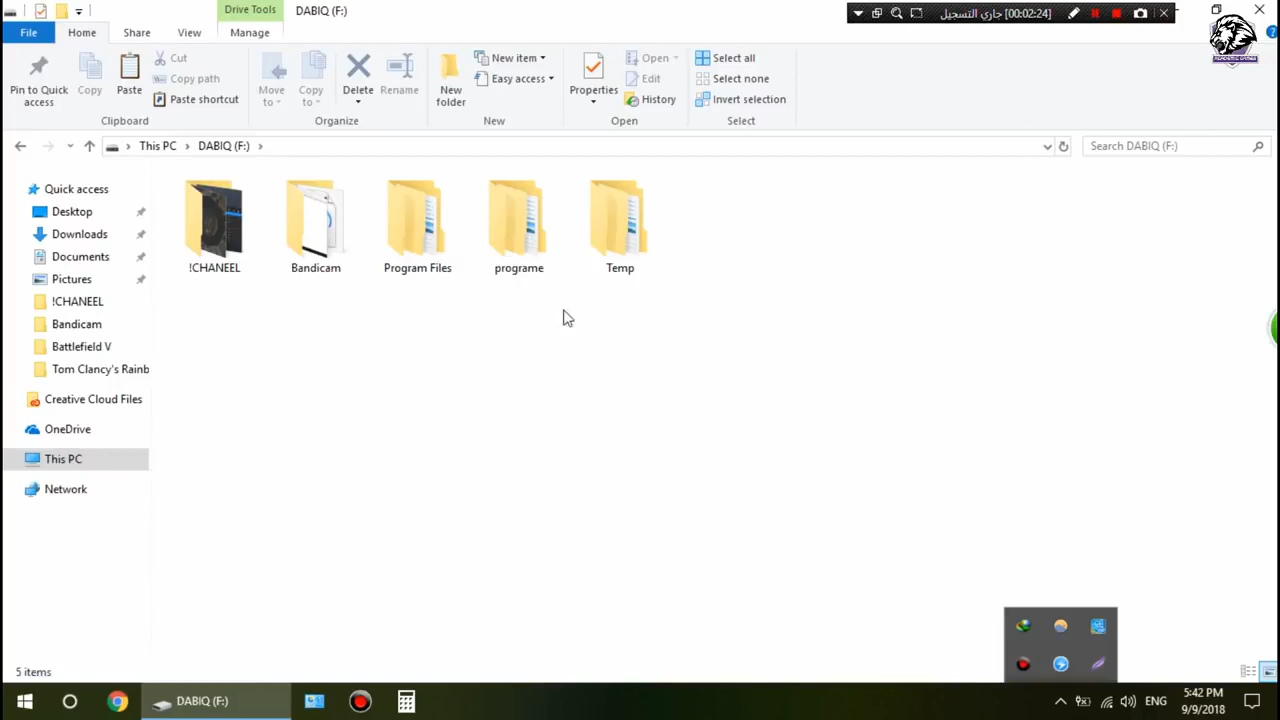 Drive Tools
DABIQ (F:)
[00:02:24] جاري التسجيل
File
Home
Share
View
Manage
Pin to Quick access
Copy
Paste
Cut
Copy path
Paste shortcut
Clipboard
Move to
Copy to
Delete
Rename
Organize
New folder
New item
Easy access
New
Properties
Open
Edit
History
Open
Select all
Select none
Invert selection
Select
This PC
DABIQ (F:)
Search DABIQ (F:)
Quick access
Desktop
Downloads
Documents
Pictures
!CHANEEL
Bandicam
Battlefield V
Tom Clancy's Rainb
Creative Cloud Files
OneDrive
This PC
Network
!CHANEEL
Bandicam
Program Files
programe
Temp
5 items
DABIQ (F:)
ENG
5:42 PM
9/9/2018